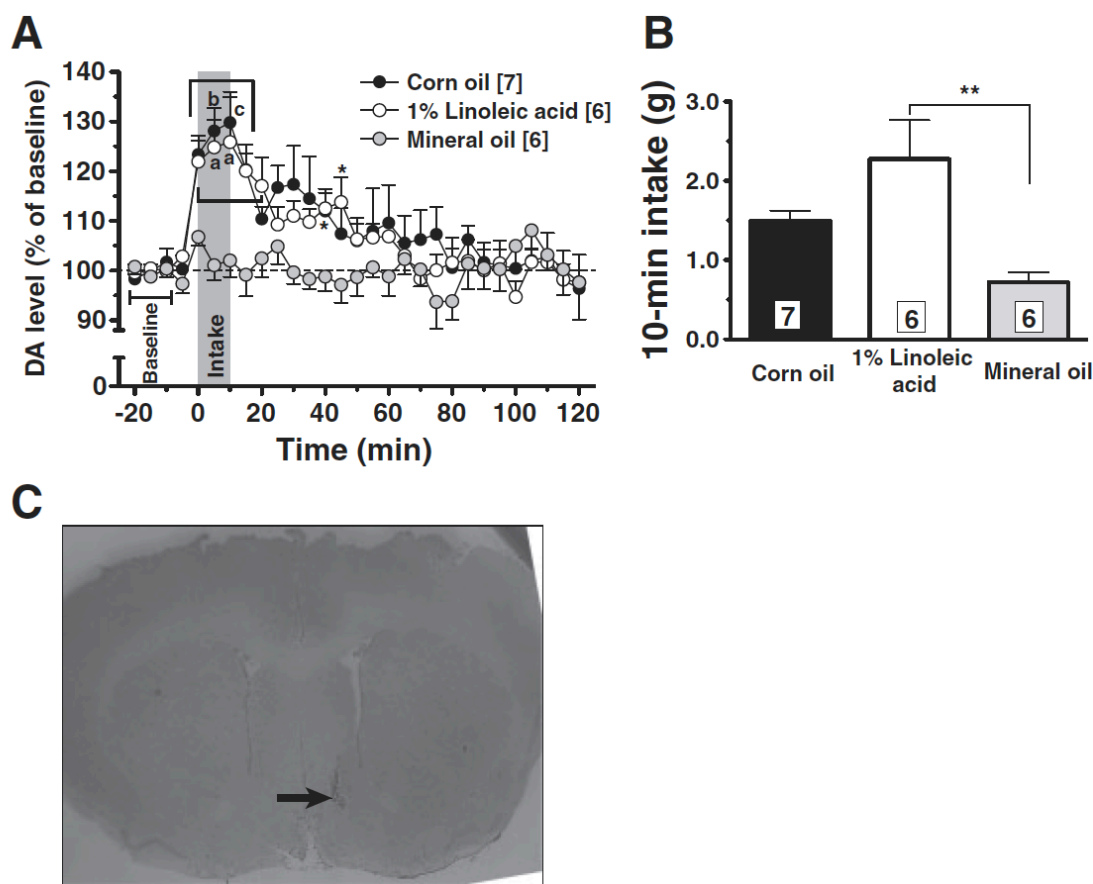 A
DA level (% of baseline)
140
130
120
110
100
90
0
b
c
a
a
*
*
Corn oil [7]
1% Linoleic acid [6]
Mineral oil [6]
Baseline
Intake
-20
0
20
40
60
80
100
120
Time (min)
B
10-min intake (g)
3.0
2.0
1.0
0.0
**
7
6
6
Corn oil
1% Linoleic
acid
Mineral oil
C